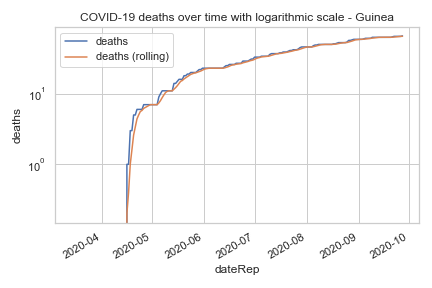 COVID-19 deaths over time with logarithmic scale - Guinea
deaths
deaths (rolling)
10¹
10⁰
deaths
2020-04
2020-05
2020-06
2020-07
2020-08
2020-09
2020-10
dateRep